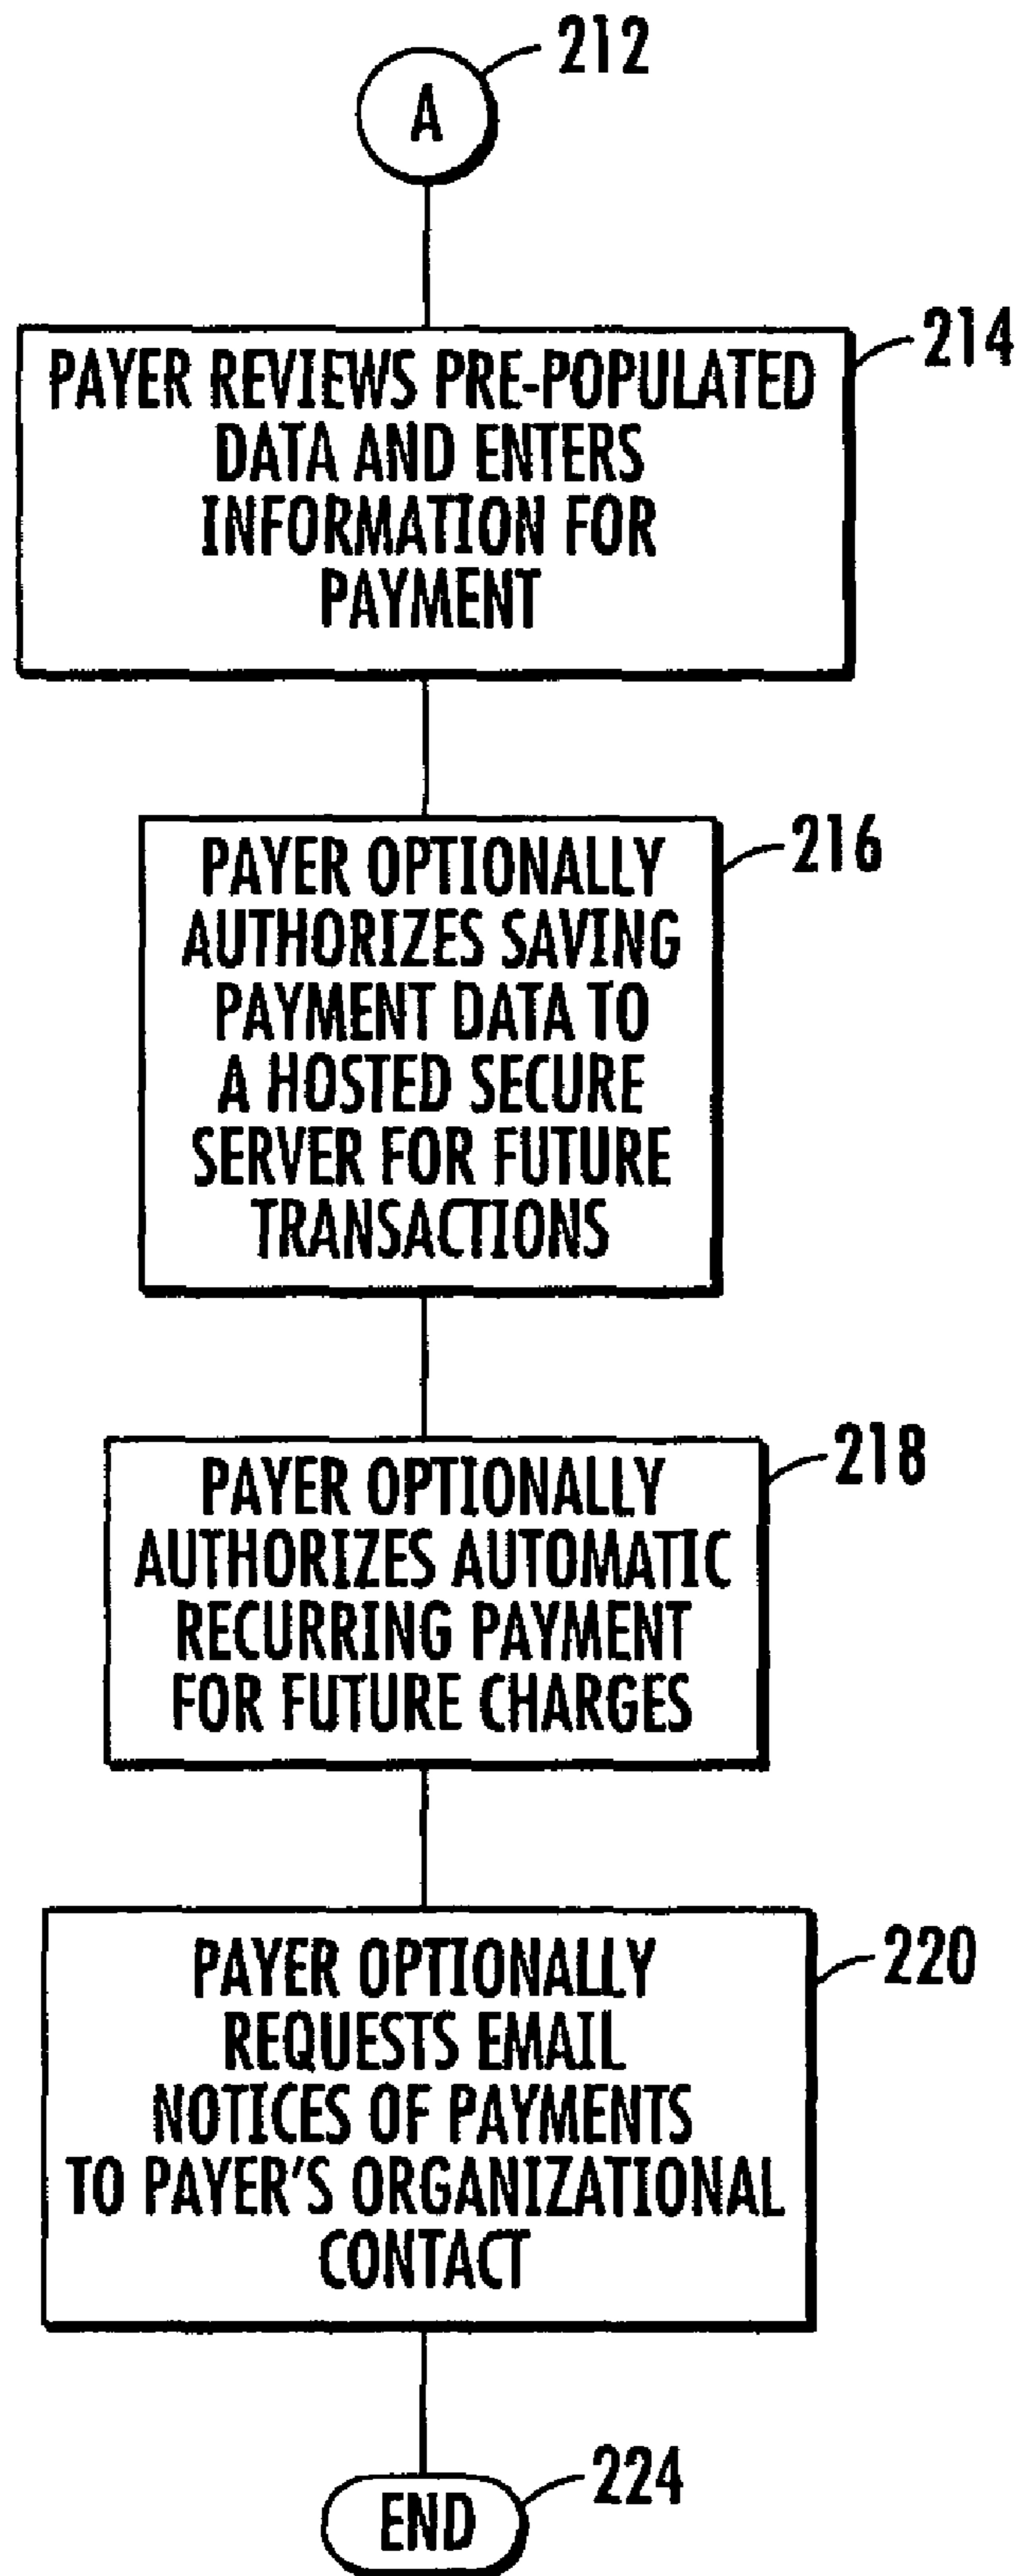 212
A
214
PAYER REVIEWS PRE-POPULATED
DATA AND ENTERS
INFORMATION FOR
PAYMENT
216
PAYER OPTIONALLY
AUTHORIZES SAVING
PAYMENT DATA TO
A HOSTED SECURE
SERVER FOR FUTURE
TRANSACTIONS
218
PAYER OPTIONALLY
AUTHORIZES AUTOMATIC
RECURRING PAYMENT
FOR FUTURE CHARGES
220
PAYER OPTIONALLY
REQUESTS EMAIL
NOTICES OF PAYMENTS
TO PAYER'S ORGANIZATIONAL
CONTACT
224
END